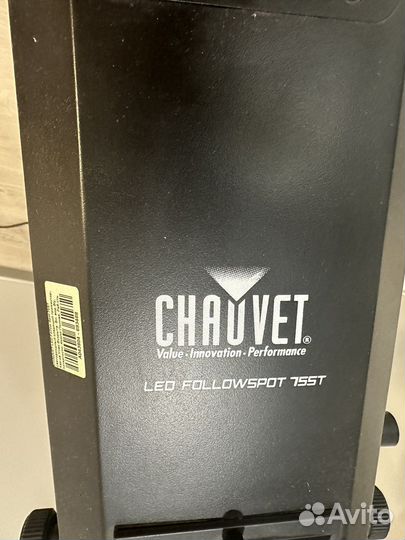 CHAUVET®
Value · Innovation · Performance
LED FOLLOWSPOT 75ST
Avito